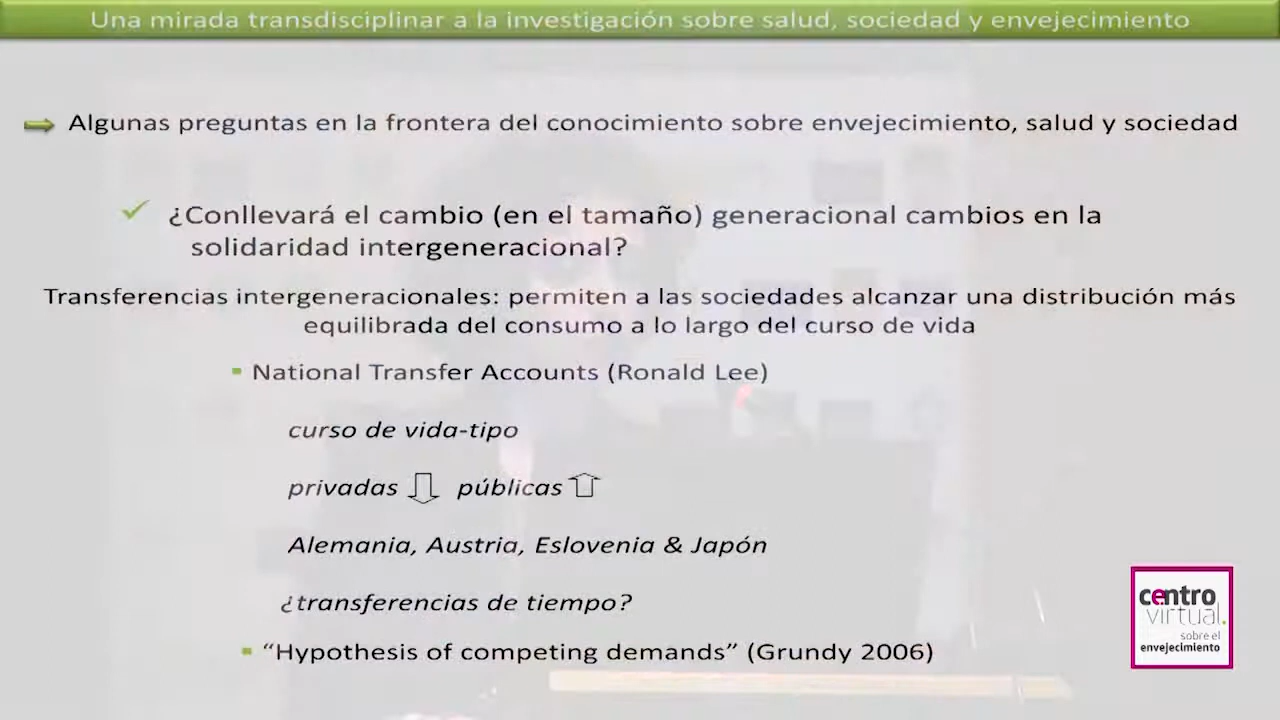 Una mirada transdisciplinar a la investigación sobre salud, sociedad y envejecimiento
Algunas preguntas en la frontera del conocimiento sobre envejecimiento, salud y sociedad
¿Conllevará el cambio (en el tamaño) generacional cambios en la
solidaridad intergeneracional?
Transferencias intergeneracionales: permiten a las sociedades alcanzar una distribución más
equilibrada del consumo a lo largo del curso de vida
National Transfer Accounts (Ronald Lee)
curso de vida-tipo
privadas públicas
Alemania, Austria, Eslovenia & Japón
¿transferencias de tiempo?
“Hypothesis of competing demands” (Grundy 2006)
centro
virtual.
sobre el
envejecimiento